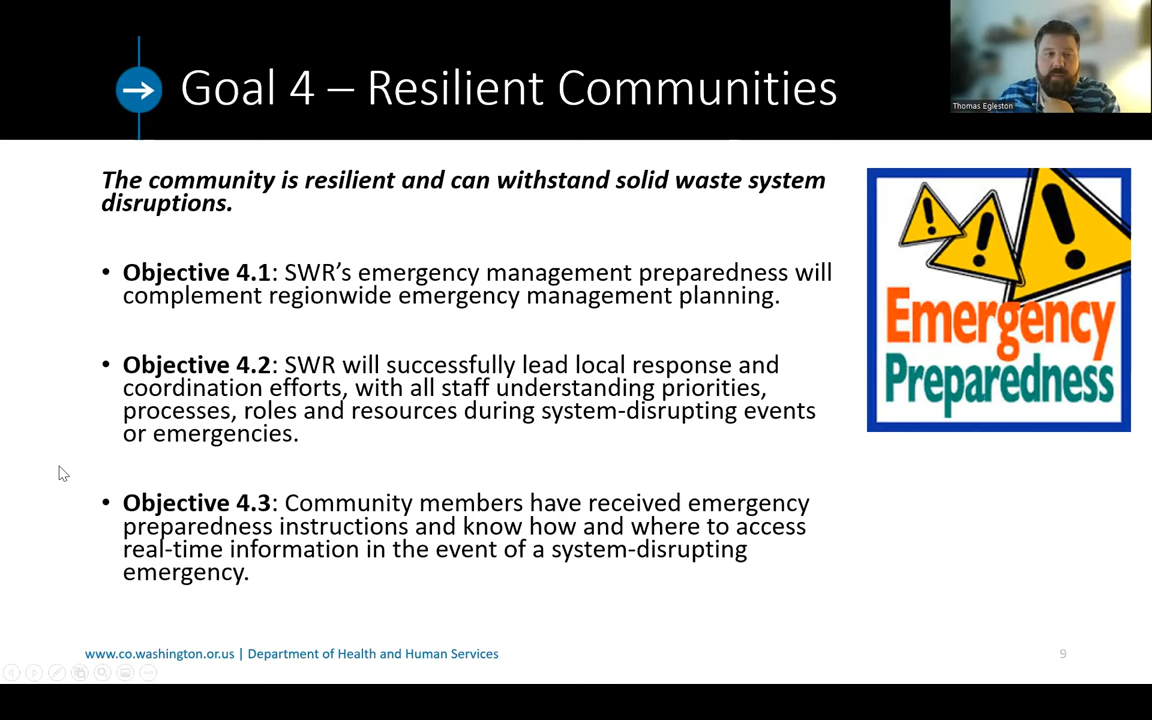 Goal 4 – Resilient Communities
Thomas Egleston
The community is resilient and can withstand solid waste system
disruptions.
• Objective 4.1: SWR’s emergency management preparedness will
complement regionwide emergency management planning.
• Objective 4.2: SWR will successfully lead local response and
coordination efforts, with all staff understanding priorities,
processes, roles and resources during system-disrupting events
or emergencies.
• Objective 4.3: Community members have received emergency
preparedness instructions and know how and where to access
real-time information in the event of a system-disrupting
emergency.
Emergency
Preparedness
www.co.washington.or.us | Department of Health and Human Services
9